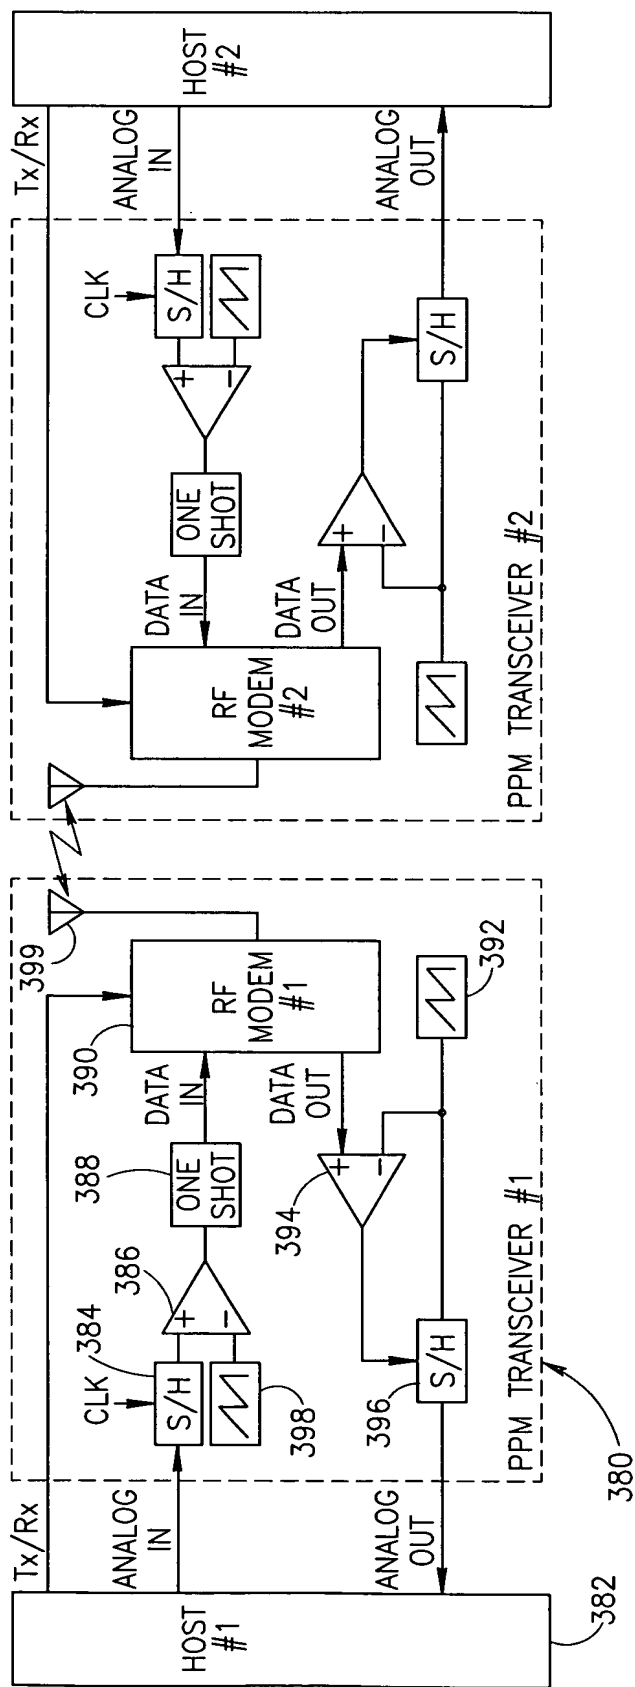 HOST
#1
382
Tx/Rx
ANALOG
IN
ANALOG
OUT
CLK
384
S/H
398
386
+
−
ONE
SHOT
388
DATA
IN
390
RF
MODEM
#1
DATA
OUT
399
394
+
−
392
S/H
396
PPM TRANSCEIVER #1
380
RF
MODEM
#2
DATA
IN
DATA
OUT
ONE
SHOT
+
−
CLK
S/H
+
−
S/H
PPM TRANSCEIVER #2
Tx/Rx
ANALOG
IN
ANALOG
OUT
HOST
#2